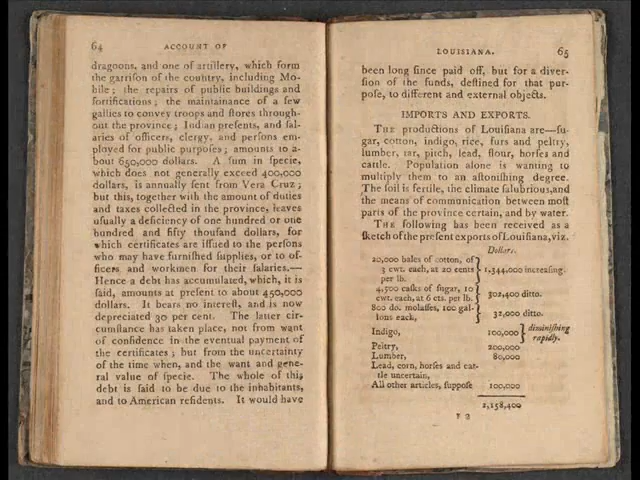 64 ACCOUNT OF
dragoons, and one of artillery, which form
the garriſon of the country, including Mo-
bile; the repairs of public buildings and
fortifications; the maintainance of a few
gallies to convey troops and ſtores through-
out the province; Indian preſents, and ſal-
aries of officers, clergy, and perſons em-
ployed for public purpoſes; amounts to a-
bout 650,000 dollars. A ſum in ſpecie,
which does not generally exceed 400,000
dollars, is annually ſent from Vera Cruz;
but this, together with the amount of duties
and taxes collected in the province, leaves
uſually a deficiency of one hundred or one
hundred and fifty thouſand dollars, for
which certificates are iſſued to the perſons
who may have furniſhed ſupplies, or to of-
ficers and workmen for their ſalaries.—
Hence a debt has accumulated, which, it is
ſaid, amounts at preſent to about 450,000
dollars. It bears no intereſt, and is now
depreciated 30 per cent. The latter cir-
cumſtance has taken place, not from want
of confidence in the eventual payment of
the certificates; but from the uncertainty
of the time when, and the want and gene-
ral value of ſpecie. The whole of this
debt is ſaid to be due to the inhabitants,
and to American reſidents. It would have
LOUISIANA. 65
been long ſince paid off, but for a diver-
ſion of the funds, deſtined for that pur-
poſe, to different and external objects.
IMPORTS AND EXPORTS.
THE productions of Louiſiana are—ſu-
gar, cotton, indigo, rice, furs and peltry,
lumber, tar, pitch, lead, flour, horſes and
cattle. Population alone is wanting to
multiply them to an aſtoniſhing degree.
The ſoil is fertile, the climate ſalubrious, and
the means of communication between moſt
parts of the province certain, and by water.
THE following has been received as a
ſketch of the preſent exports of Louiſiana, viz.
Dollars.
20,000 bales of cotton, of
3 cwt. each, at 20 cents } 1,344,000 increaſing.
per lb.
4,500 caſks of ſugar, 10
cwt. each, at 6 cts. per lb. } 302,400 ditto.
800 do. molaſſes, 100 gal-
lons each, } 32,000 ditto.
Indigo, 100,000 } diminiſhing
rapidly.
Peltry, 200,000
Lumber, 80,000
Lead, corn, horſes and cat-
tle uncertain,
All other articles, ſuppoſe 100,000
2,158,400